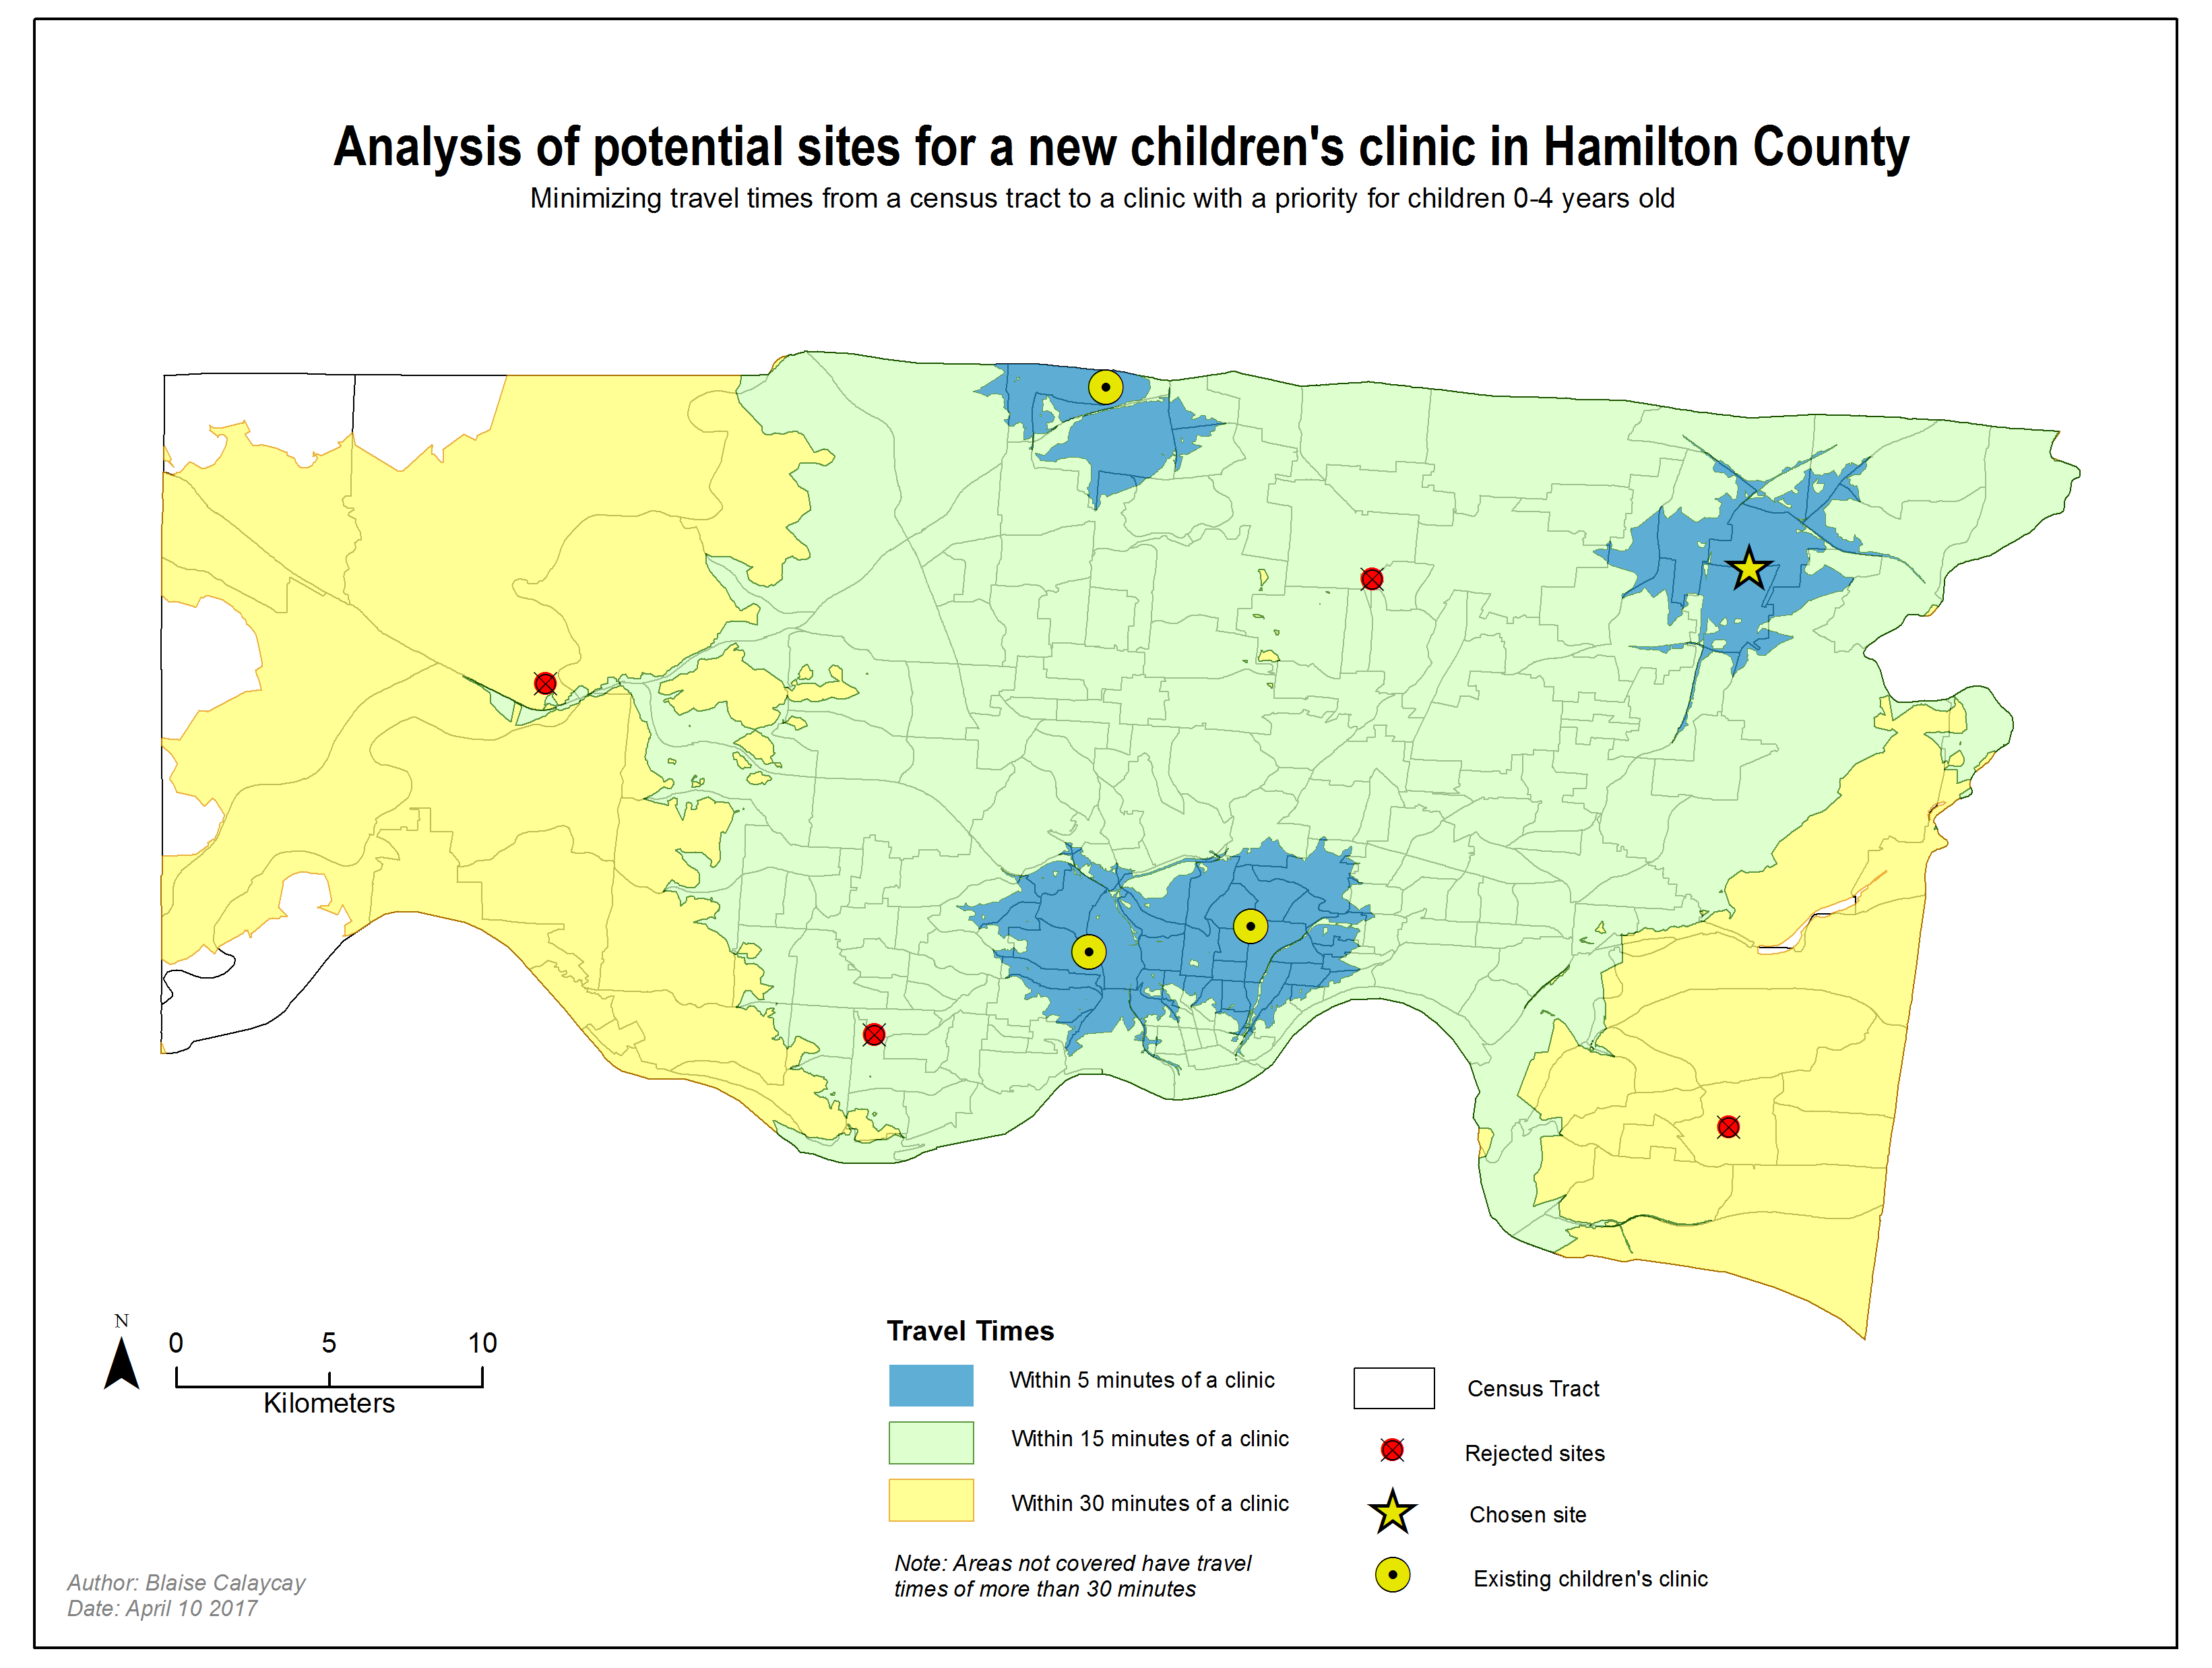 Analysis of potential sites for a new children's clinic in Hamilton County
Minimizing travel times from a census tract to a clinic with a priority for children 0-4 years old
N
0 5 10
Kilometers
Travel Times
Within 5 minutes of a clinic
Within 15 minutes of a clinic
Within 30 minutes of a clinic
Note: Areas not covered have travel
times of more than 30 minutes
Census Tract
Rejected sites
Chosen site
Existing children's clinic
Author: Blaise Calaycay
Date: April 10 2017